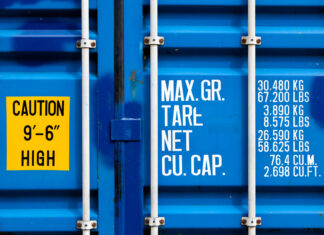 CAUTION
9'-6"
HIGH
MAX. GR.
TARE
NET
CU. CAP.
30.480 KG
67.200 LBS
3.890 KG
8.575 LBS
26.590 KG
58.625 LBS
76.4 CU.M.
2.698 CU.FT.